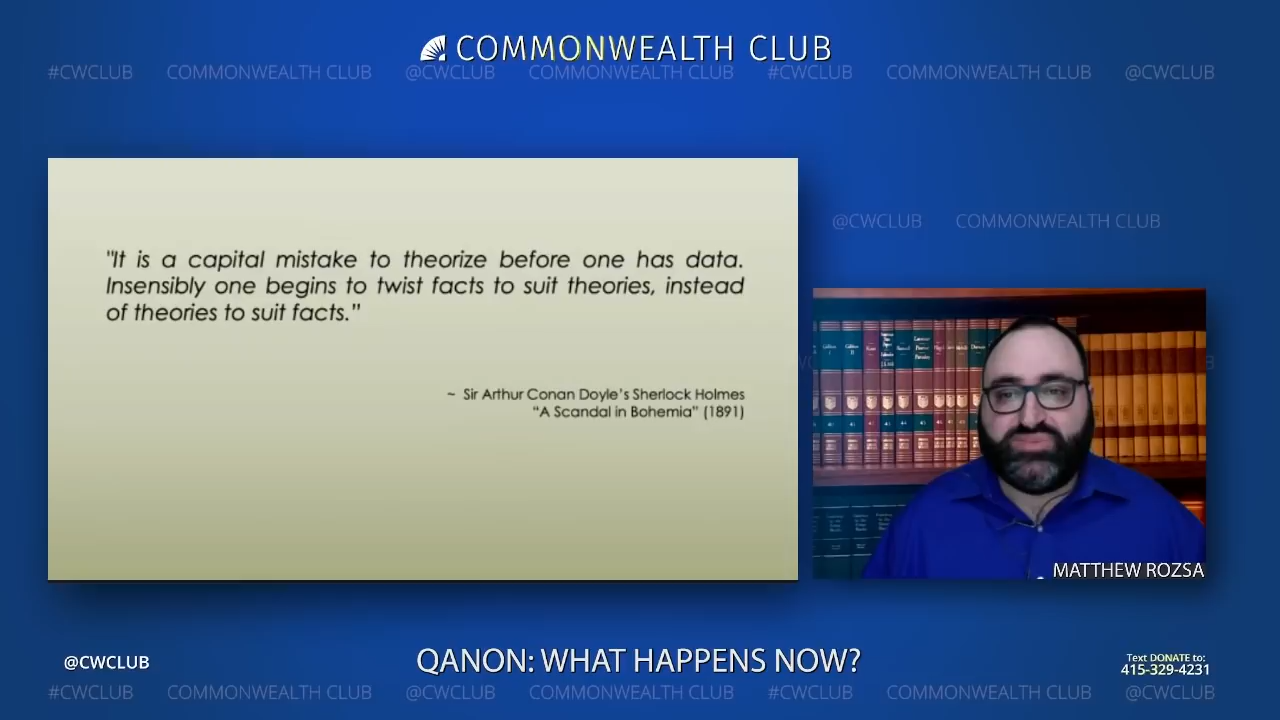 COMMONWEALTH CLUB
#CWCLUB COMMONWEALTH CLUB @CWCLUB COMMONWEALTH CLUB #CWCLUB COMMONWEALTH CLUB @CWCLUB
@CWCLUB COMMONWEALTH CLUB
"It is a capital mistake to theorize before one has data.
Insensibly one begins to twist facts to suit theories, instead
of theories to suit facts.”
~ Sir Arthur Conan Doyle’s Sherlock Holmes
“A Scandal in Bohemia” (1891)
MATTHEW ROZSA
@CWCLUB
QANON: WHAT HAPPENS NOW?
Text DONATE to:
415-329-4231
#CWCLUB COMMONWEALTH CLUB @CWCLUB COMMONWEALTH CLUB #CWCLUB COMMONWEALTH CLUB @CWCLUB